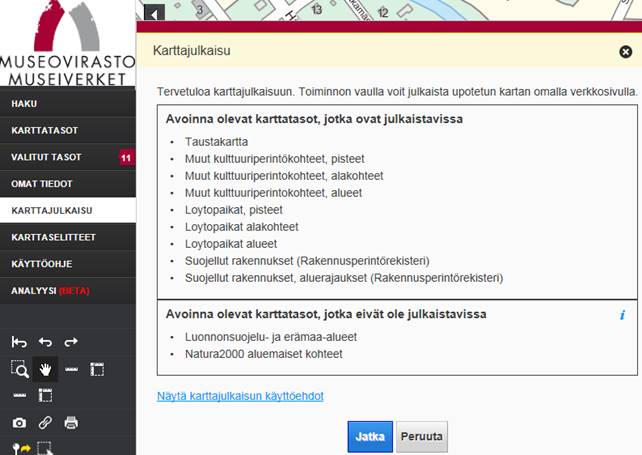 3
13
12
MUSEOVIRASTO
MUSEIVERKET
HAKU
KARTTATASOT
VALITUT TASOT 11
OMAT TIEDOT
KARTTAJULKAISU
KARTTASELITTEET
KÄYTTÖOHJE
ANALYYSI (BETA)
Karttajulkaisu
Tervetuloa karttajulkaisuun. Toiminnon vaulla voit julkaista upotetun kartan omalla verkkosivulla.
Avoinna olevat karttatasot, jotka ovat julkaistavissa
• Taustakartta
• Muut kulttuuriperintökohteet, pisteet
• Muut kulttuuriperintokohteet, alakohteet
• Muut kulttuuriperintokohteet, alueet
• Loytopaikat, pisteet
• Loytopaikat alakohteet
• Loytopaikat alueet
• Suojellut rakennukset (Rakennusperintörekisteri)
• Suojellut rakennukset, aluerajaukset (Rakennusperintörekisteri)
Avoinna olevat karttatasot, jotka eivät ole julkaistavissa
• Luonnonsuojelu- ja erämaa-alueet
• Natura2000 aluemaiset kohteet
Näytä karttajulkaisun käyttöehdot
Jatka Peruuta